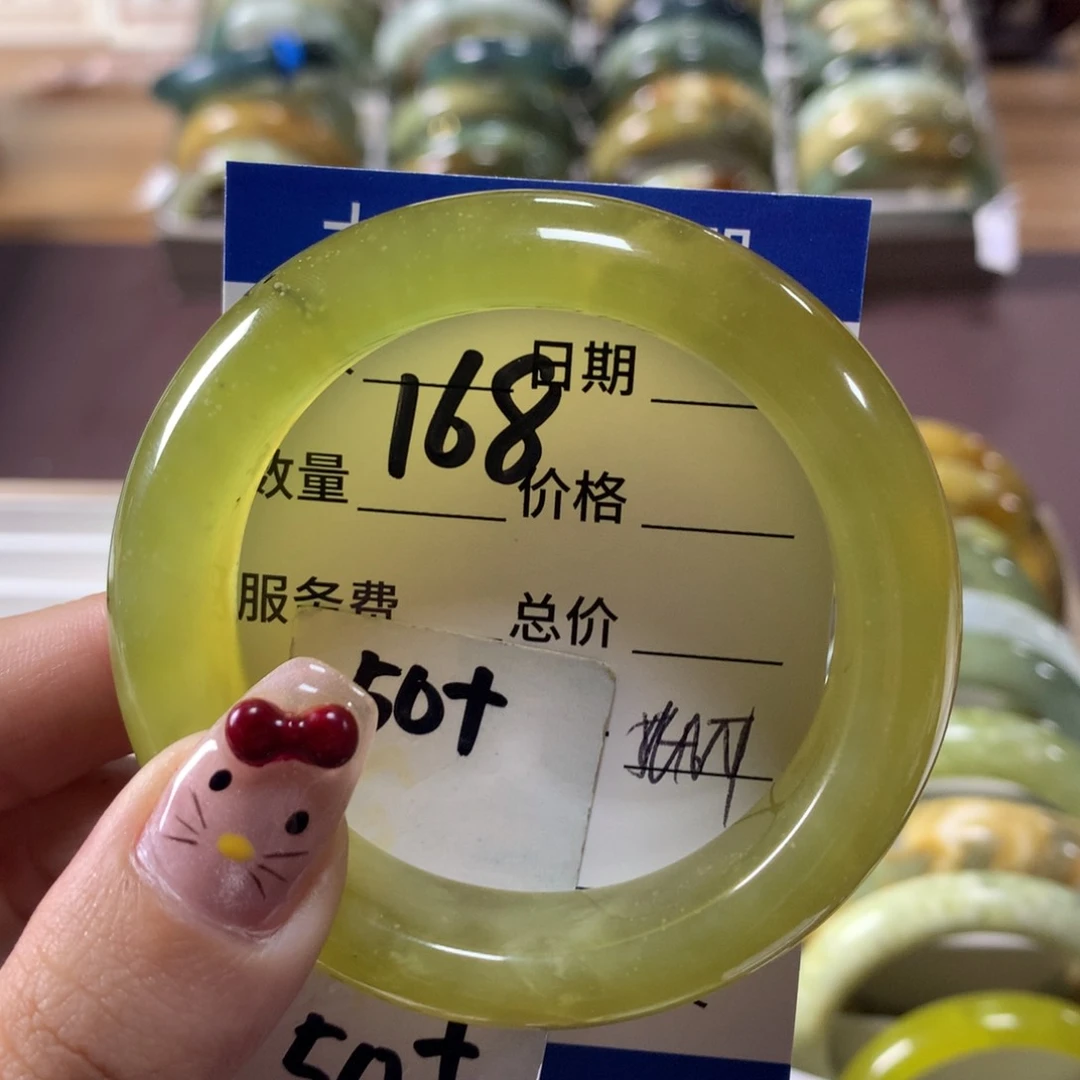 168 日期
数量 价格
服务费 总价
50+
50+